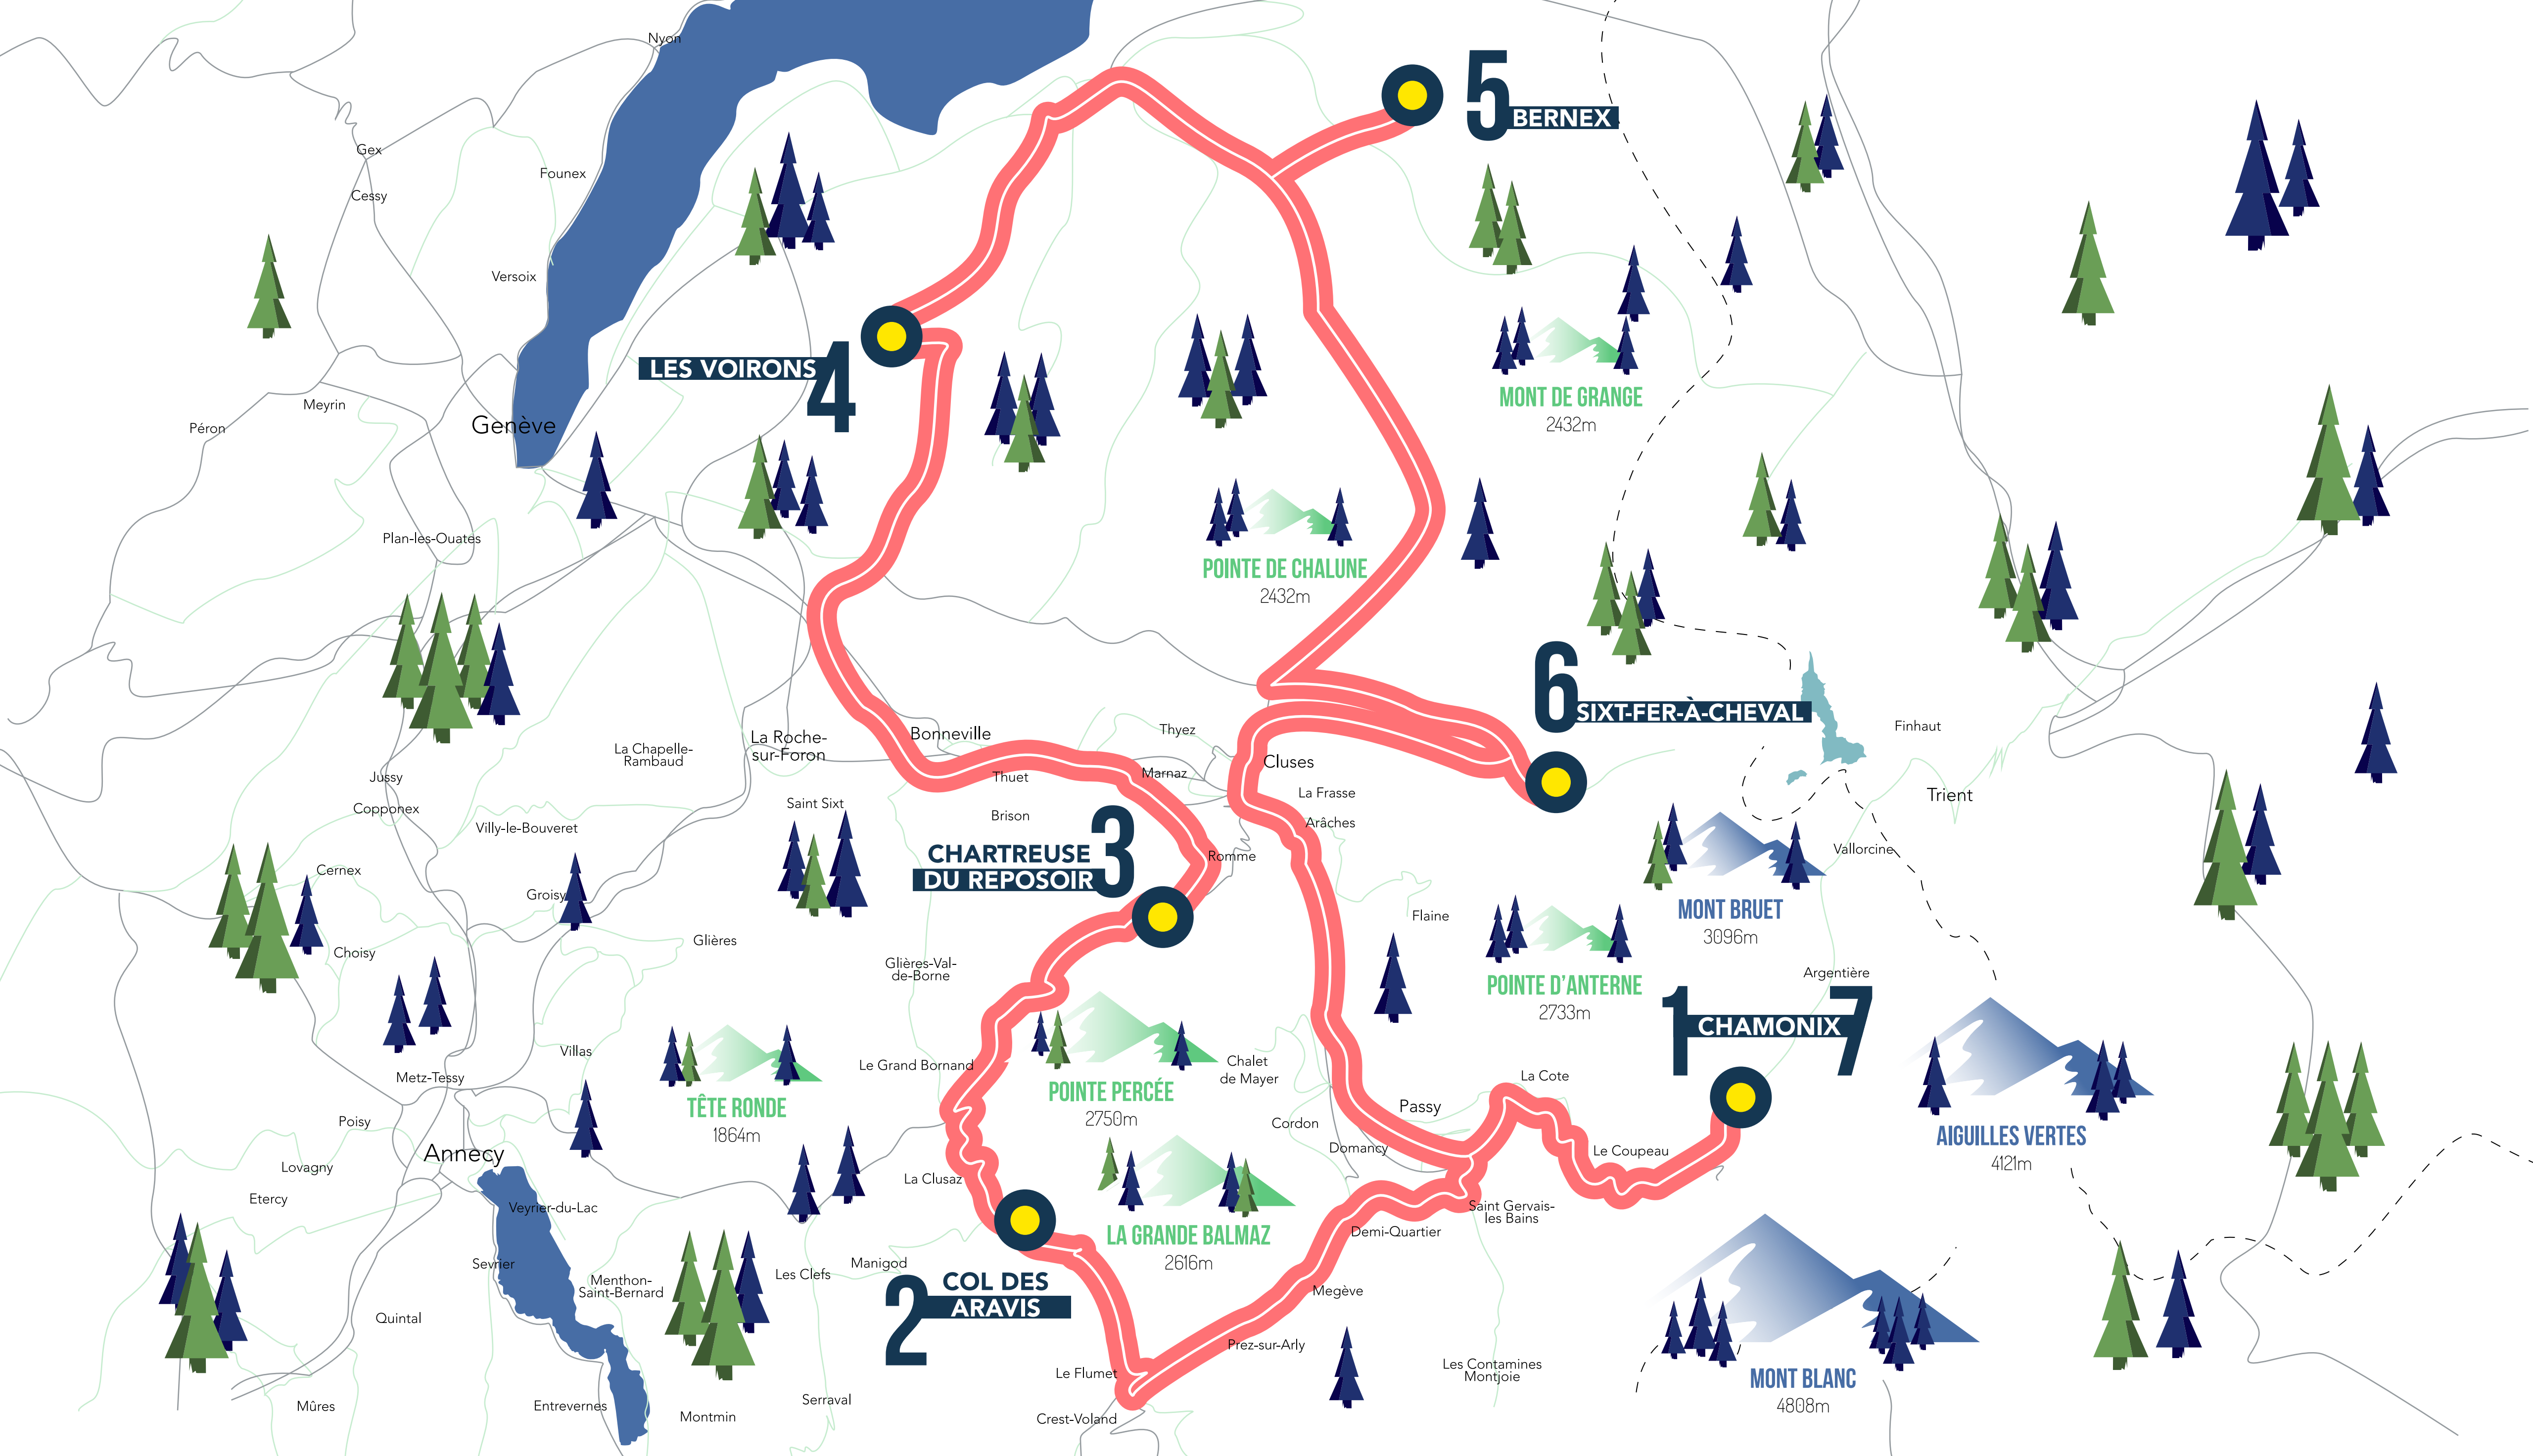 Nyon
5
BERNEX
Gex
Founex
Cessy
Versoix
LES VOIRONS
4
MONT DE GRANGE
2432m
Meyrin
Péron
Genève
Plan-les-Ouates
POINTE DE CHALUNE
2432m
6
SIXT-FER-À-CHEVAL
Finhaut
La Chapelle-
Rambaud
La Roche-
sur-Foron
Bonneville
Thyez
Cluses
Jussy
Thuet
Marnaz
La Frasse
Trient
Copponex
Saint Sixt
Brison
Arâches
Villy-le-Bouveret
CHARTREUSE
DU REPOSOIR
3
Romme
Vallorcine
Cernex
Groisy
Flaine
MONT BRUET
3096m
Choisy
Glières
Glières-Val-
de-Borne
POINTE D'ANTERNE
2733m
Argentière
1
CHAMONIX
7
Villas
Metz-Tessy
Le Grand Bornand
Chalet
de Mayer
La Cote
TÊTE RONDE
1864m
POINTE PERCÉE
2750m
Passy
Poisy
Cordon
AIGUILLES VERTES
4121m
Annecy
Domancy
Le Coupeau
Lovagny
La Clusaz
Etercy
Veyrier-du-Lac
Saint Gervais-
les Bains
LA GRANDE BALMAZ
2616m
Demi-Quartier
Sevrier
Menthon-
Saint-Bernard
Les Clefs
Manigod
2
COL DES
ARAVIS
Megève
Quintal
Prez-sur-Arly
Le Flumet
Les Contamines
Montjoie
MONT BLANC
4808m
Mûres
Entrevernes
Montmin
Serraval
Crest-Voland